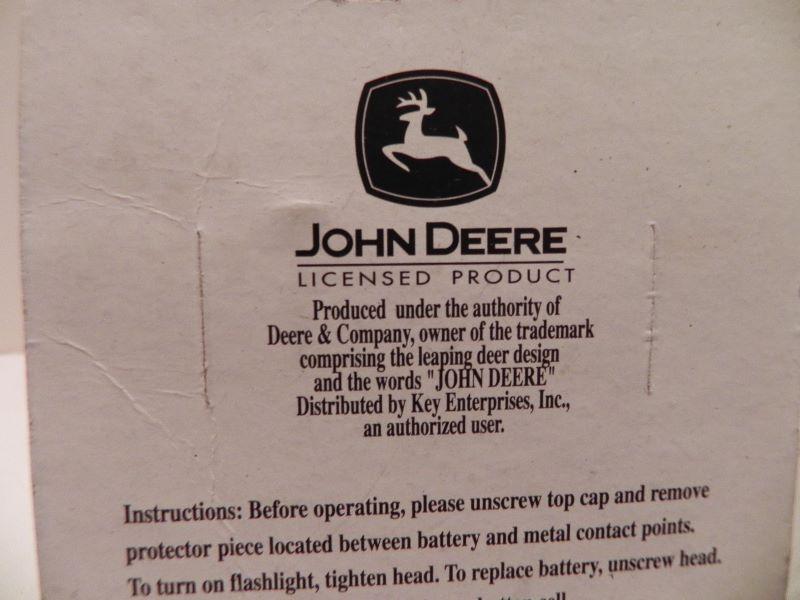 JOHN DEERE
LICENSED PRODUCT
Produced under the authority of
Deere & Company, owner of the trademark
comprising the leaping deer design
and the words "JOHN DEERE"
Distributed by Key Enterprises, Inc.,
an authorized user.
Instructions: Before operating, please unscrew top cap and remove
protector piece located between battery and metal contact points.
To turn on flashlight, tighten head. To replace battery, unscrew head.